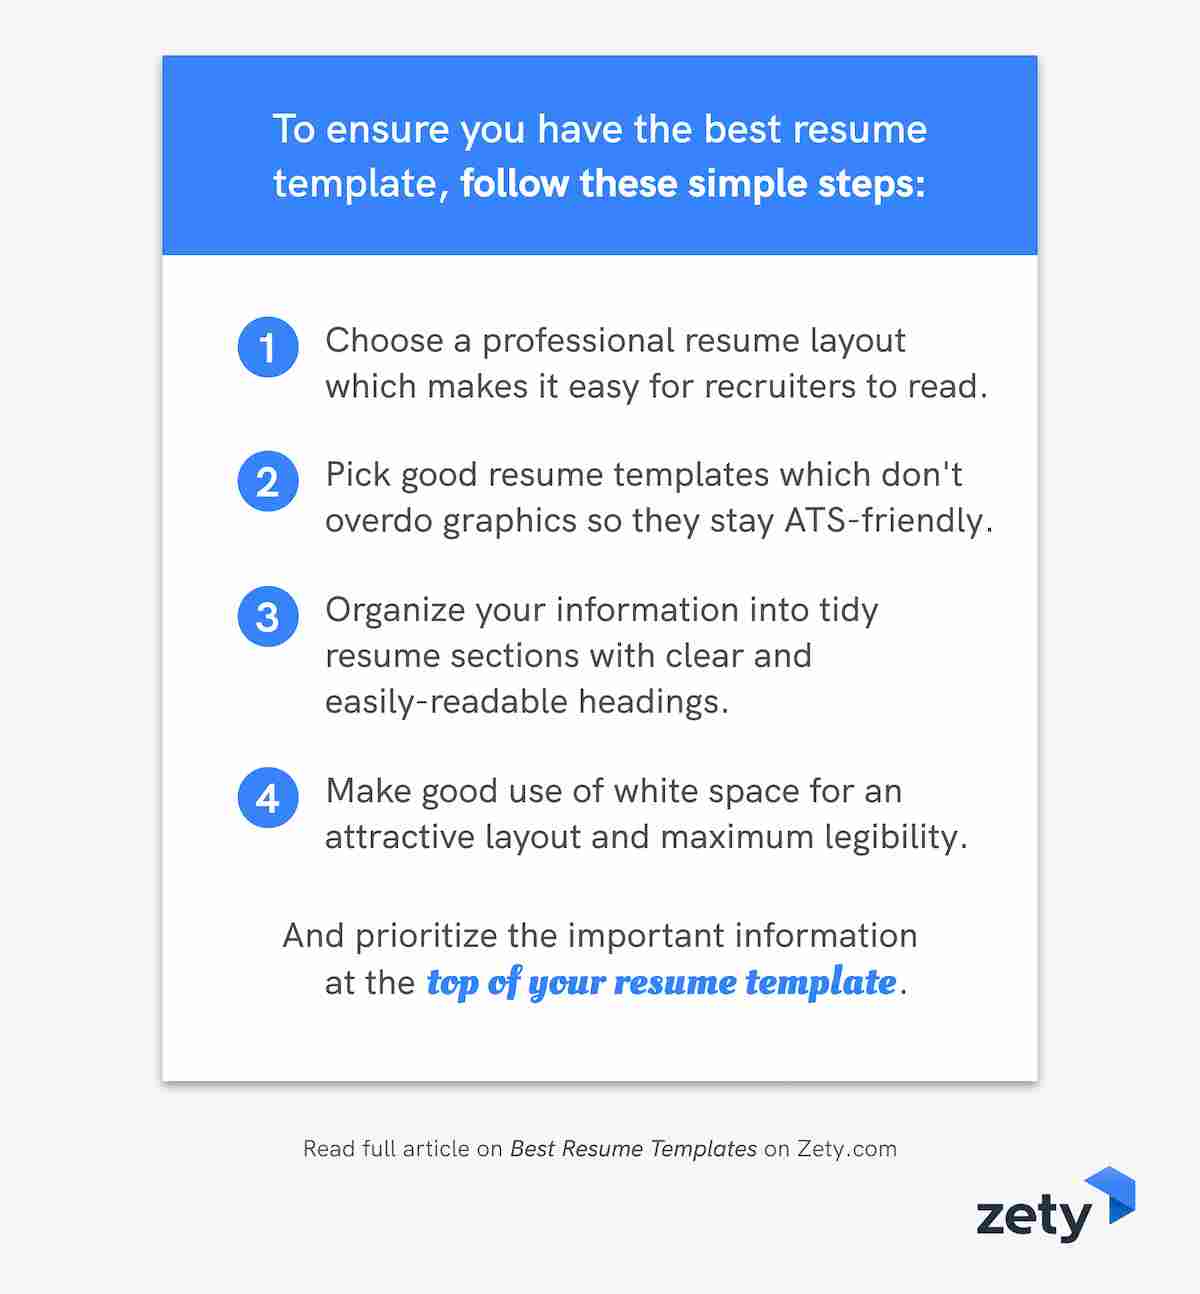 To ensure you have the best resume
template, follow these simple steps:
1 Choose a professional resume layout
which makes it easy for recruiters to read.
2 Pick good resume templates which don't
overdo graphics so they stay ATS-friendly.
3 Organize your information into tidy
resume sections with clear and
easily-readable headings.
4 Make good use of white space for an
attractive layout and maximum legibility.
And prioritize the important information
at the top of your resume template.
Read full article on Best Resume Templates on Zety.com
zety